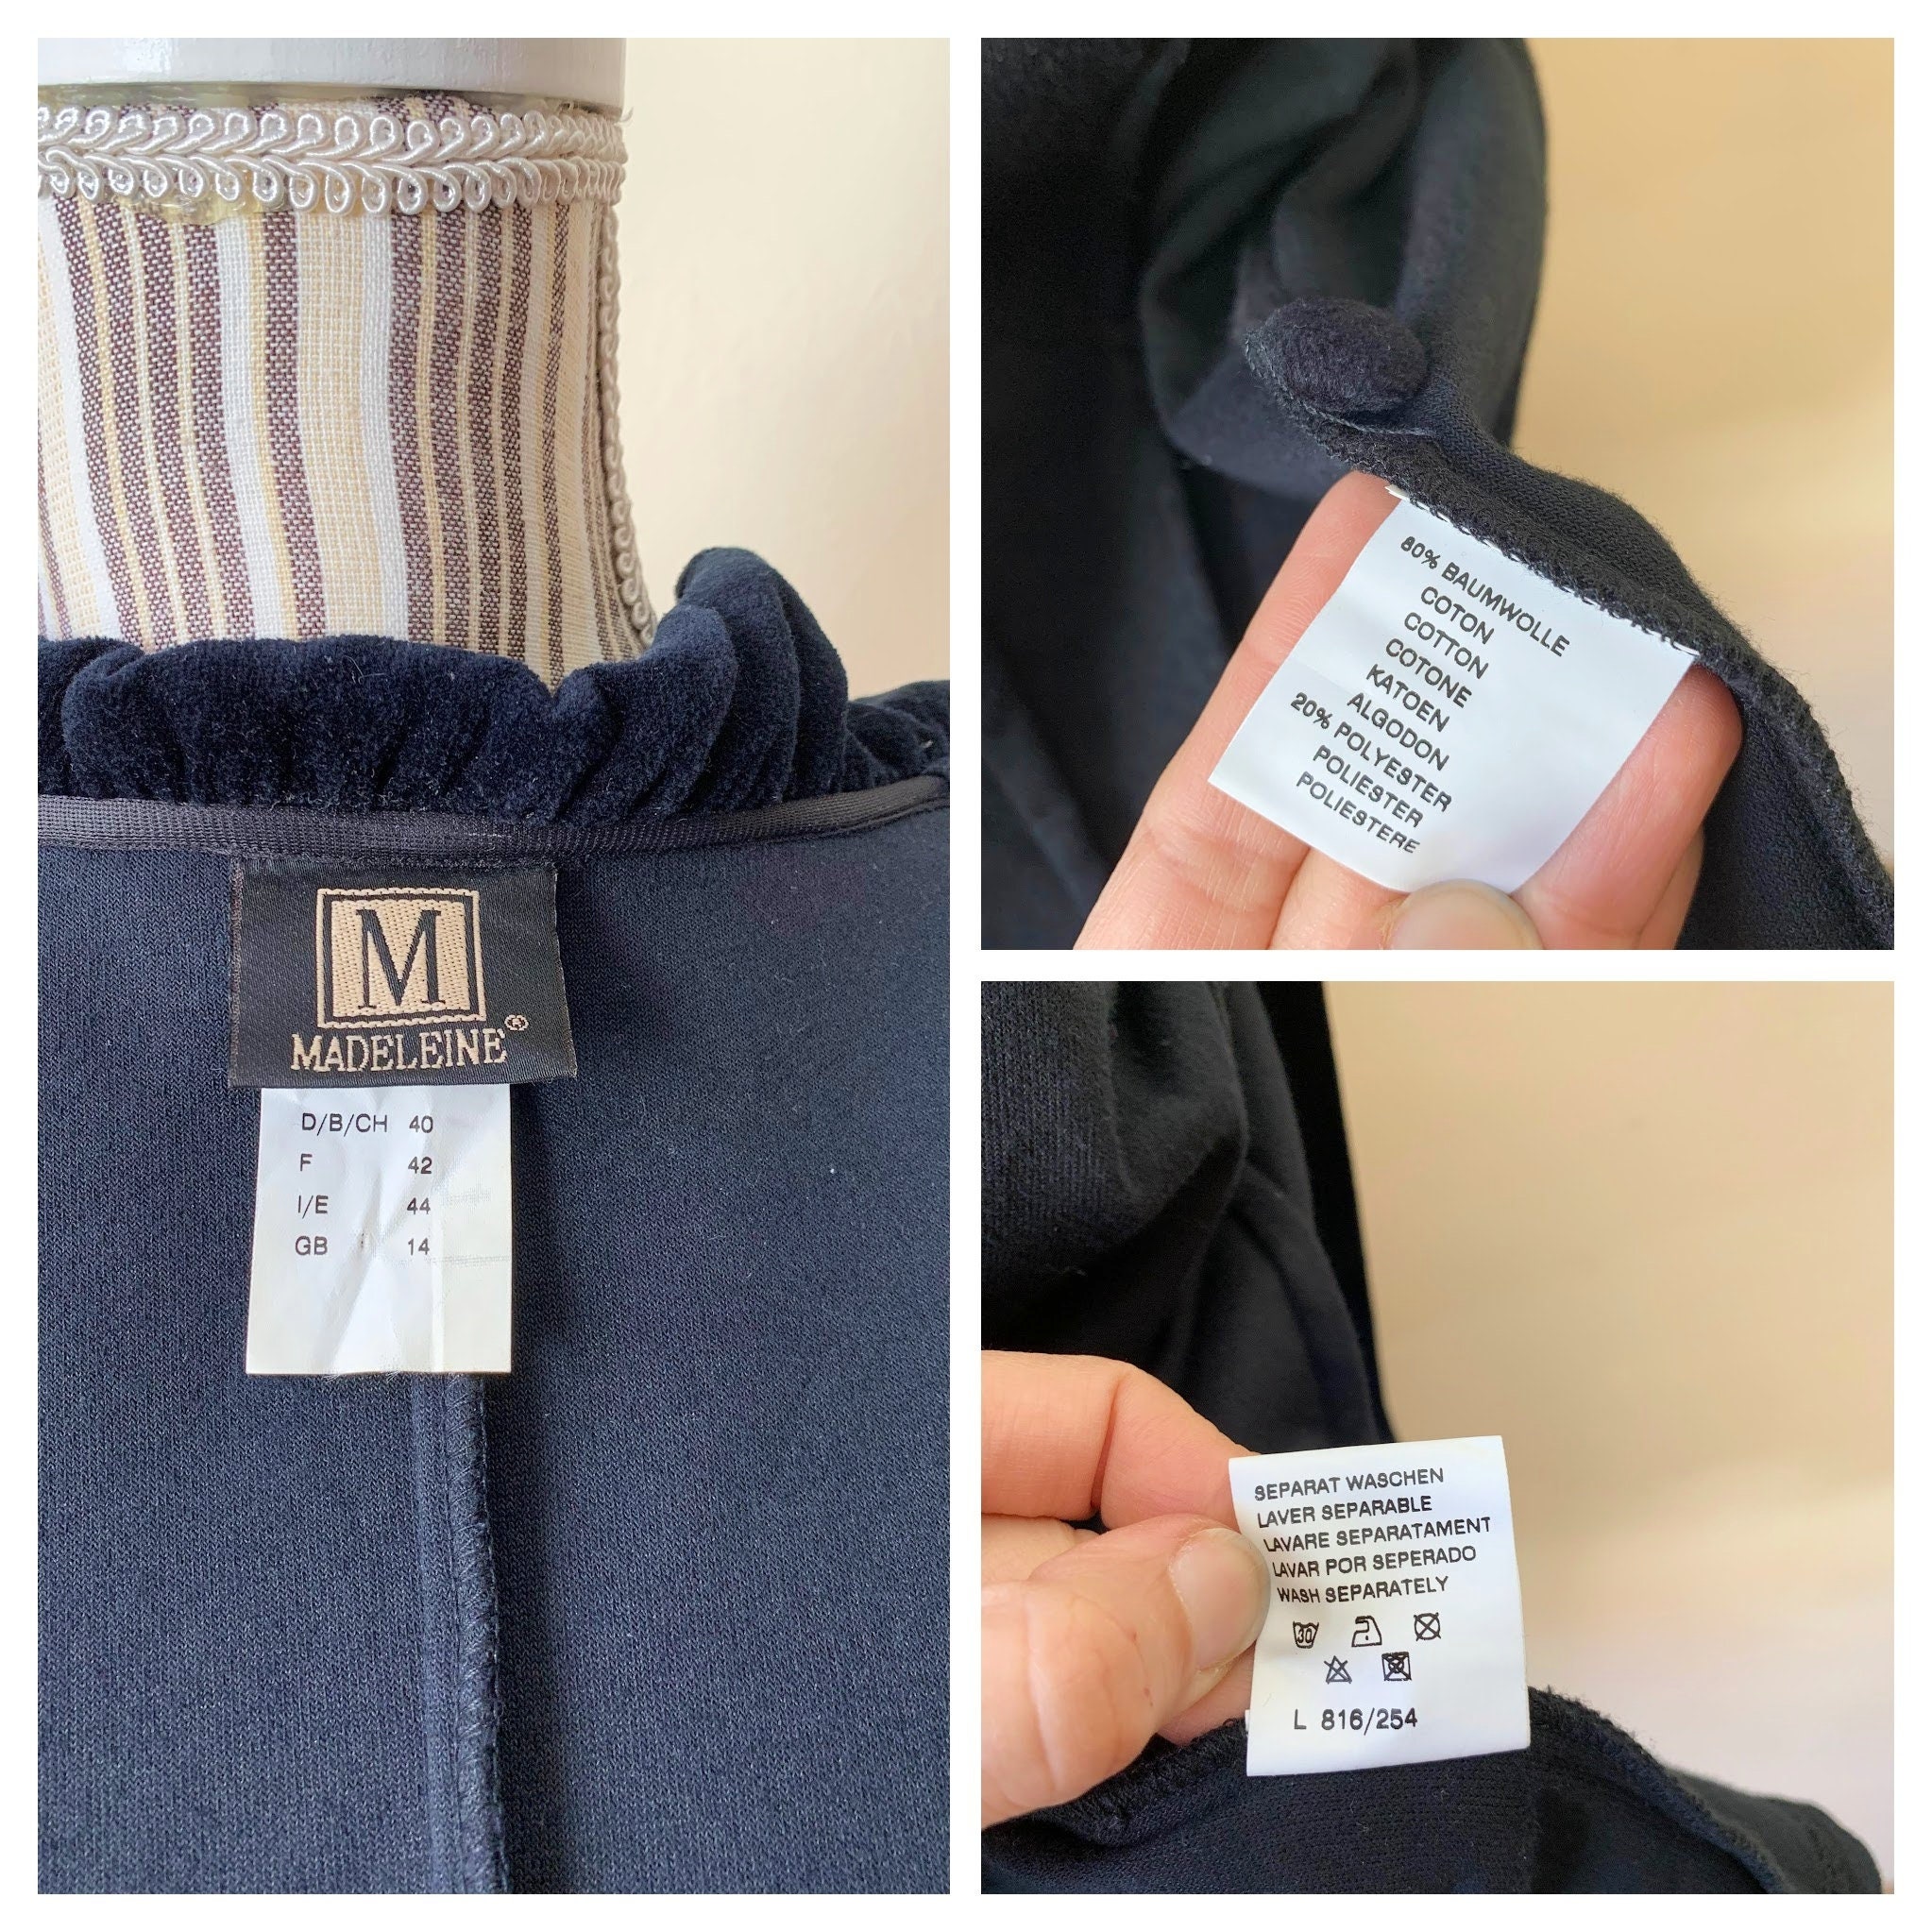 M
MADELEINE®
D/B/CH 40
F 42
I/E 44
GB 14
80% BAUMWOLLE
COTON
COTTON
COTONE
KATOEN
ALGODON
20% POLYESTER
POLIESTER
POLIESTERE
SEPARAT WASCHEN
LAVER SEPARABLE
LAVARE SEPARATAMENT
LAVAR POR SEPERADO
WASH SEPARATELY
30
L 816/254